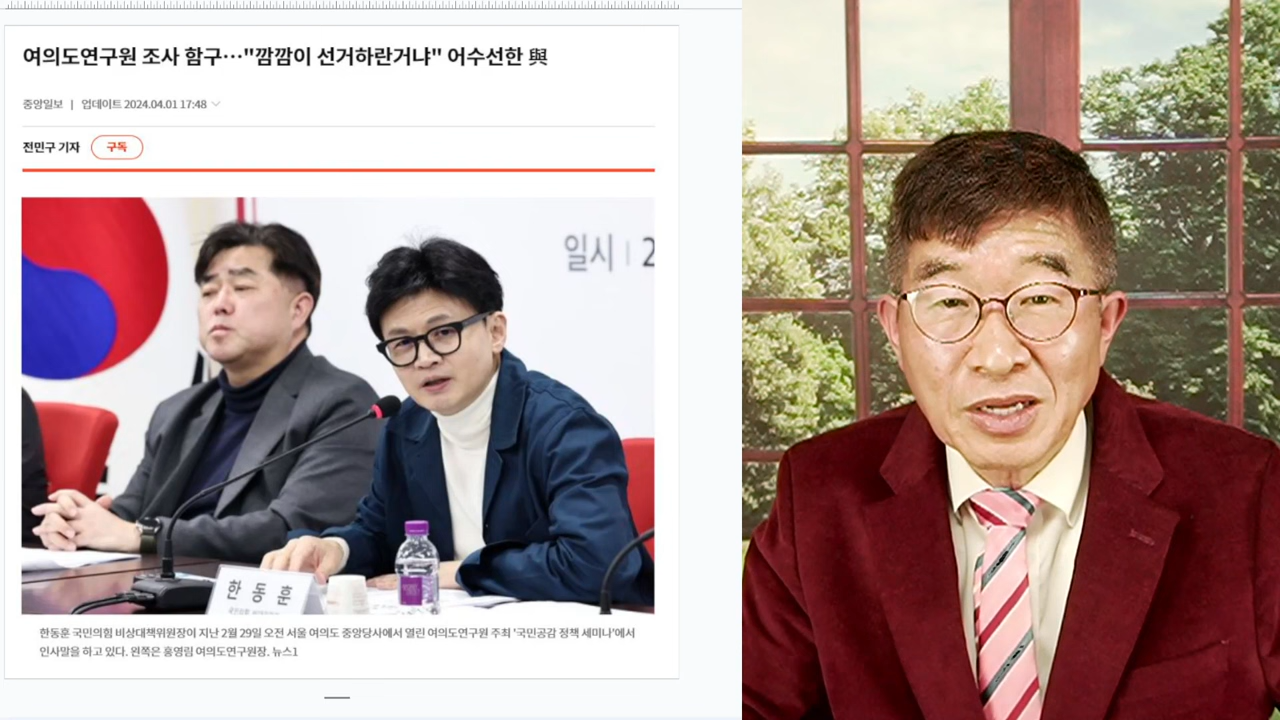 여의도연구원 조사 함구…"깜깜이 선거하란거냐" 어수선한 與
중앙일보 | 업데이트 2024.04.01 17:48
전민구 기자 구독
일시 | 2
한동훈
한동훈 국민의힘 비상대책위원장이 지난 2월 29일 오전 서울 여의도 중앙당사에서 열린 여의도연구원 주최 '국민공감 정책 세미나'에서
인사말을 하고 있다. 왼쪽은 홍영림 여의도연구원장. 뉴스1